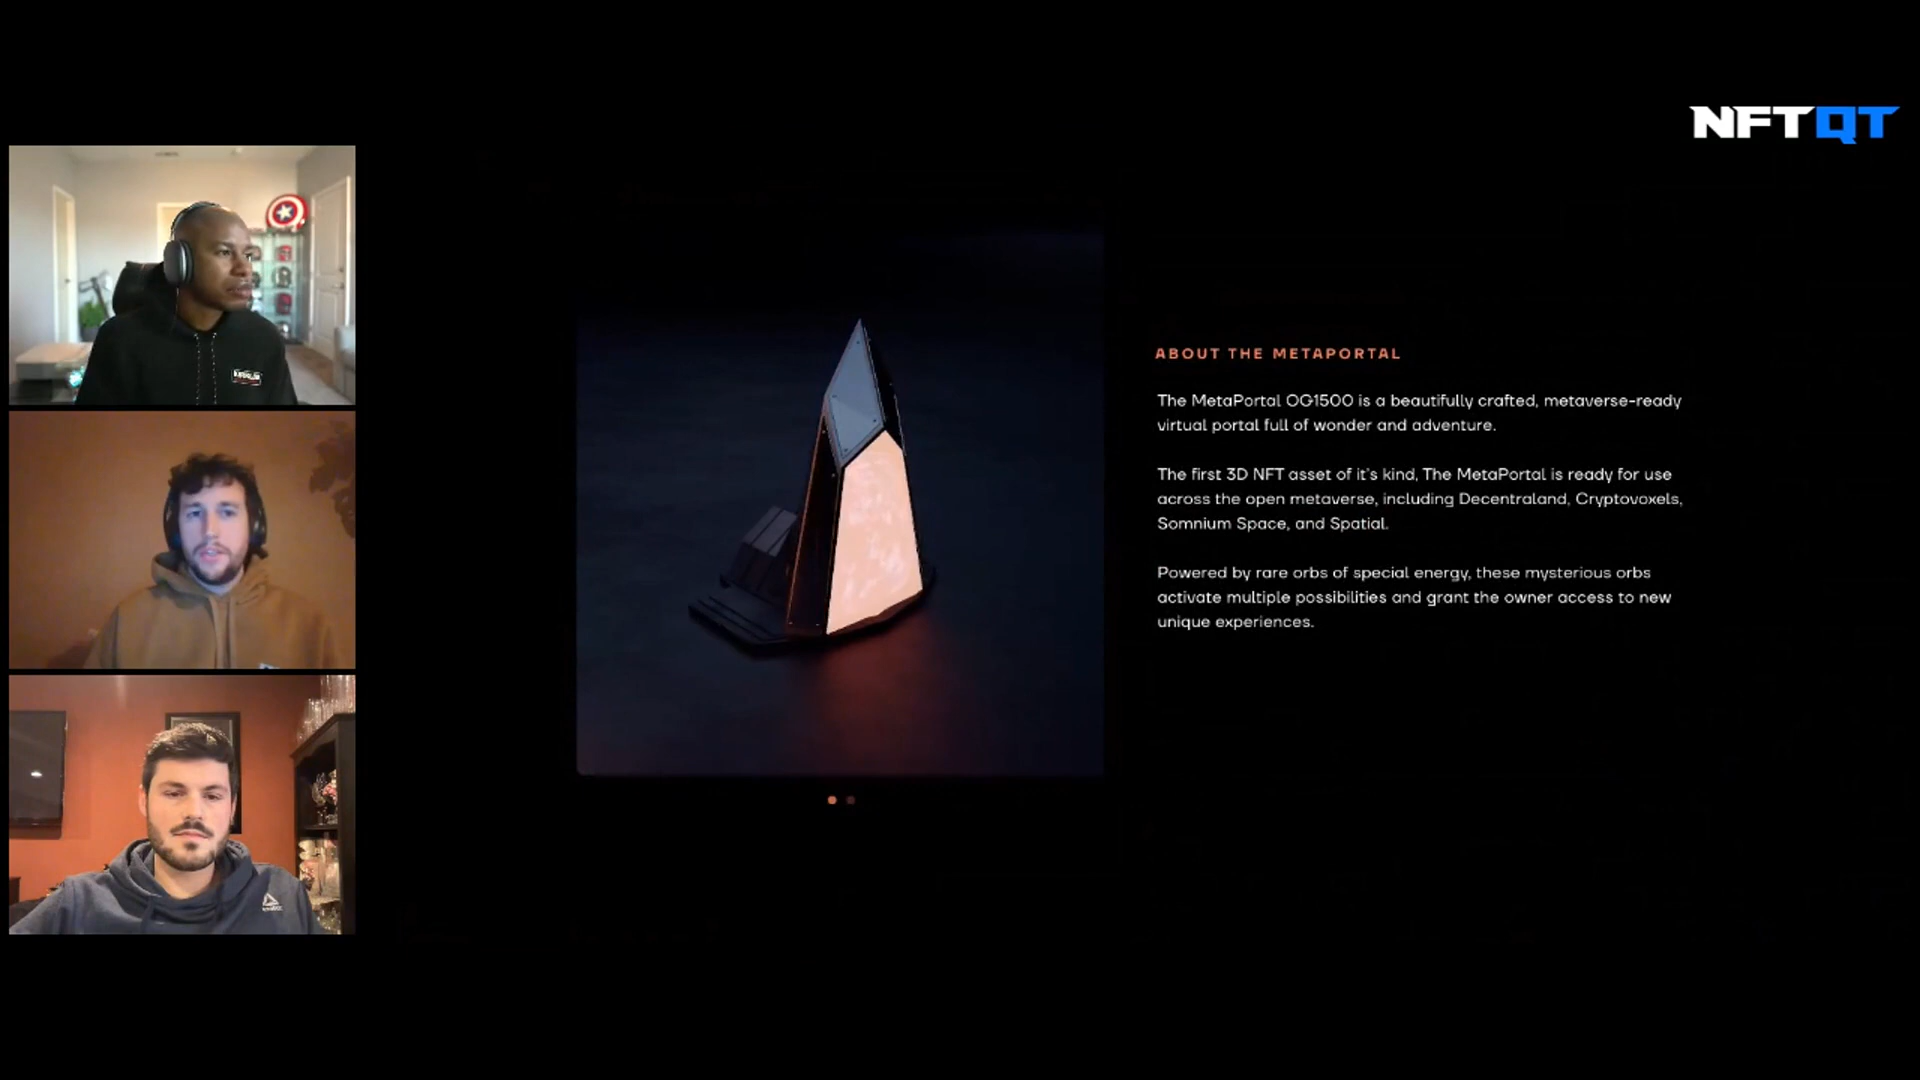 NFTQT
ABOUT THE METAPORTAL
The MetaPortal OG1500 is a beautifully crafted, metaverse-ready
virtual portal full of wonder and adventure.
The first 3D NFT asset of it's kind, The MetaPortal is ready for use
across the open metaverse, including Decentraland, Cryptovoxels,
Somnium Space, and Spatial.
Powered by rare orbs of special energy, these mysterious orbs
activate multiple possibilities and grant the owner access to new
unique experiences.